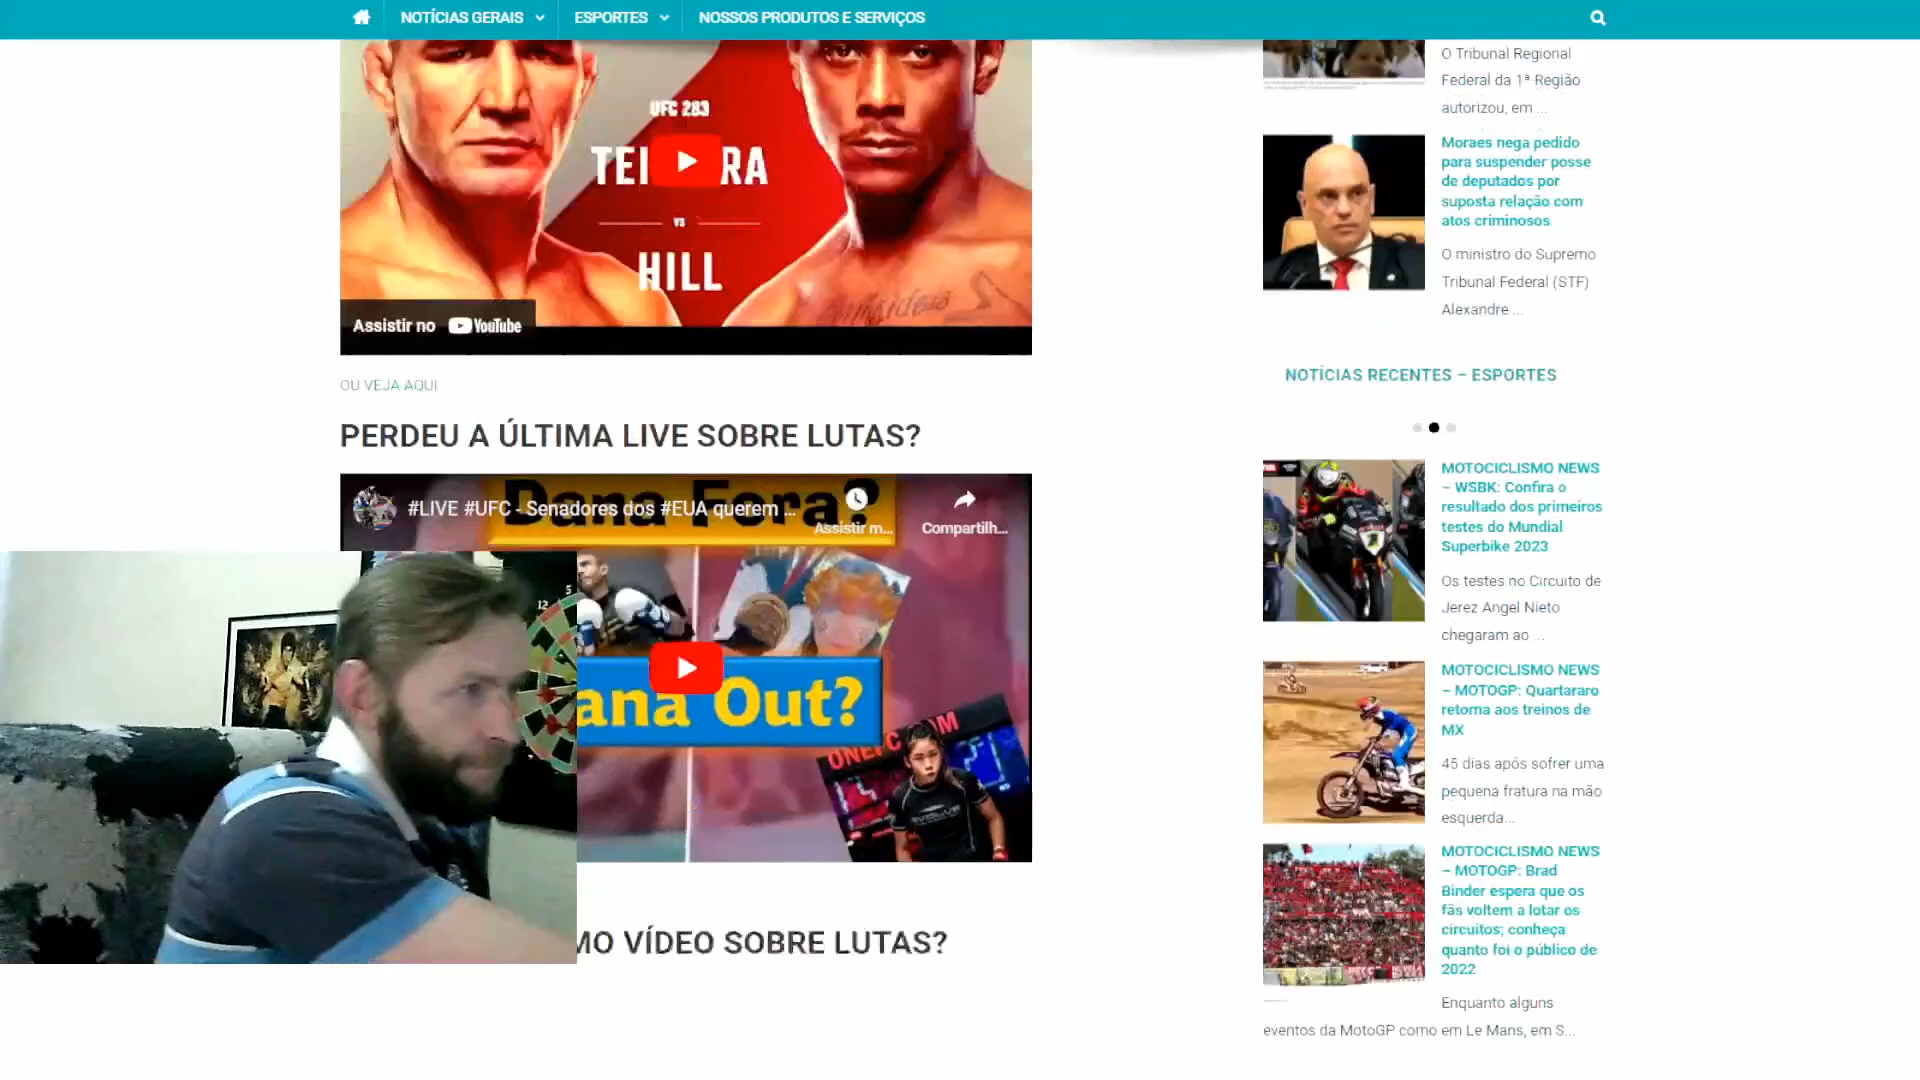 NOTÍCIAS GERAIS
ESPORTES
NOSSOS PRODUTOS E SERVIÇOS
UFC 283
TEI RA
VS
HILL
Assistir no YouTube
OU VEJA AQUI
PERDEU A ÚLTIMA LIVE SOBRE LUTAS?
Dana Fora?
#LIVE #UFC - Senadores dos #EUA querem ...
Assistir m...
Compartilh...
12
5
ana Out?
MO VÍDEO SOBRE LUTAS?
O Tribunal Regional
Federal da 1ª Região
autorizou, em ...
Moraes nega pedido
para suspender posse
de deputados por
suposta relação com
atos criminosos
O ministro do Supremo
Tribunal Federal (STF)
Alexandre ...
NOTÍCIAS RECENTES – ESPORTES
MOTOCICLISMO NEWS
– WSBK: Confira o
resultado dos primeiros
testes do Mundial
Superbike 2023
Os testes no Circuito de
Jerez Angel Nieto
chegaram ao ...
MOTOCICLISMO NEWS
– MOTOGP: Quartararo
retorna aos treinos de
MX
45 dias após sofrer uma
pequena fratura na mão
esquerda...
MOTOCICLISMO NEWS
– MOTOGP: Brad
Binder espera que os
fãs voltem a lotar os
circuitos; conheça
quanto foi o público de
2022
Enquanto alguns
eventos da MotoGP como em Le Mans, em S...